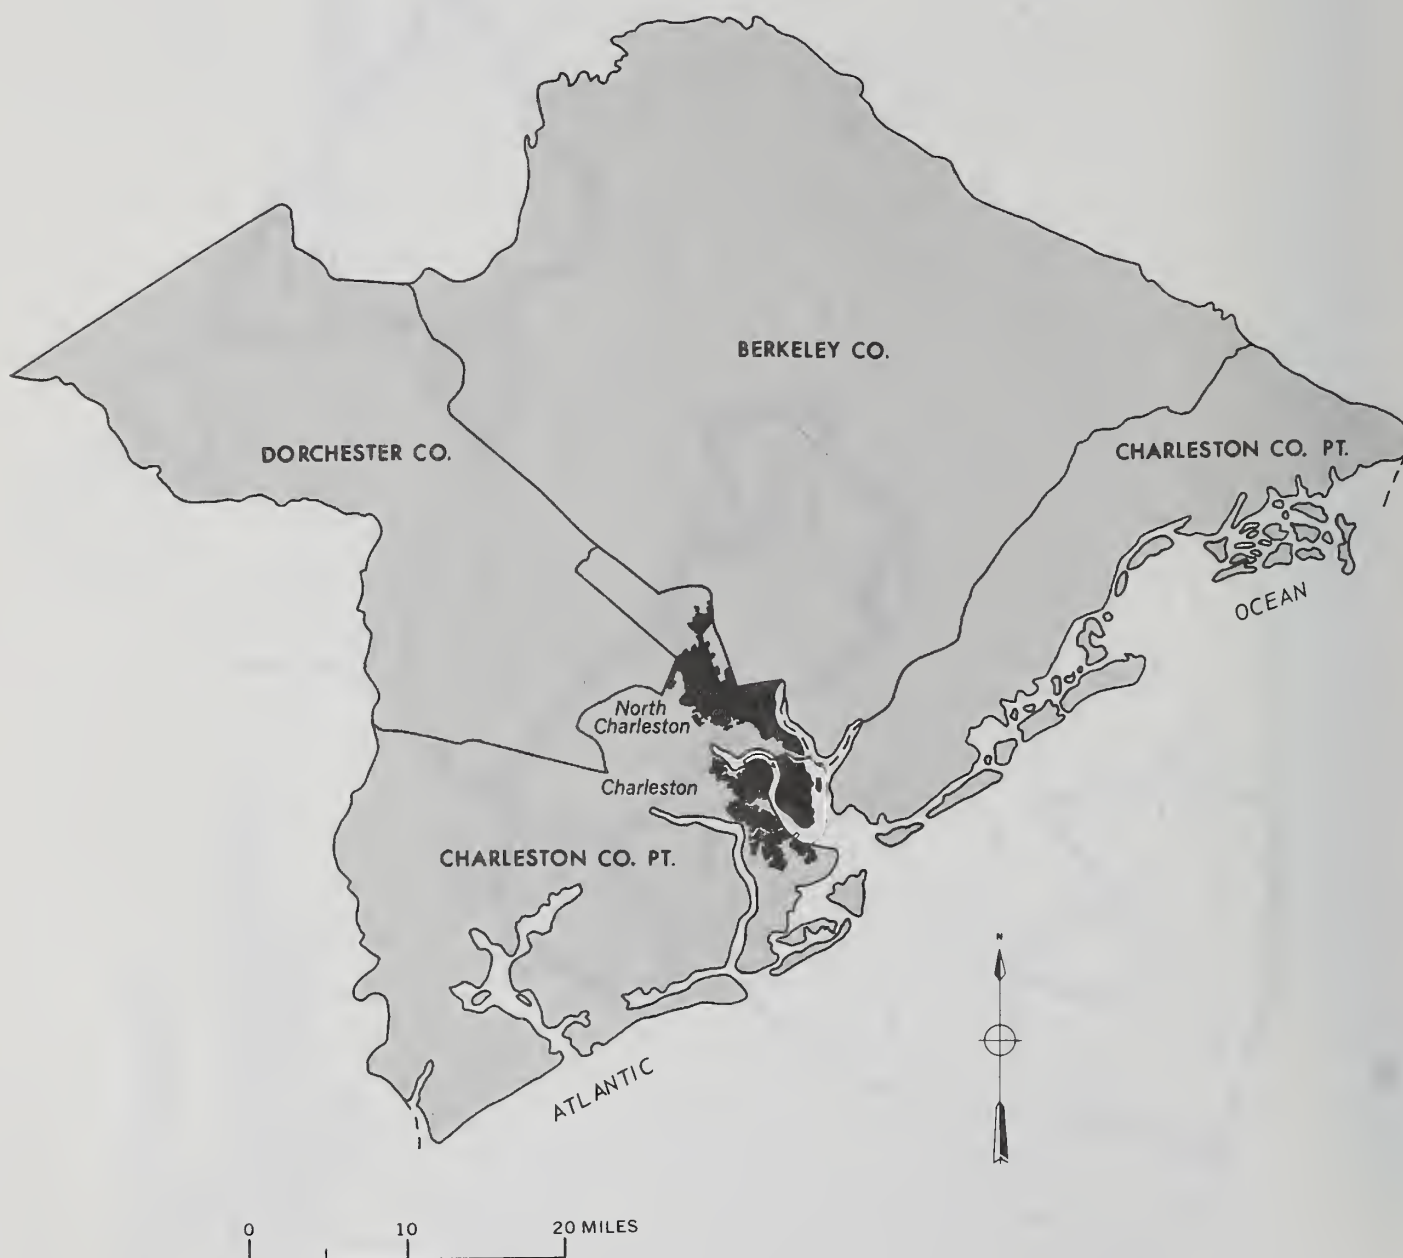 BERKELEY CO.
DORCHESTER CO.
CHARLESTON CO. PT.
OCEAN
North
Charleston
Charleston
CHARLESTON CO. PT.
N
ATLANTIC
0 10 20 MILES